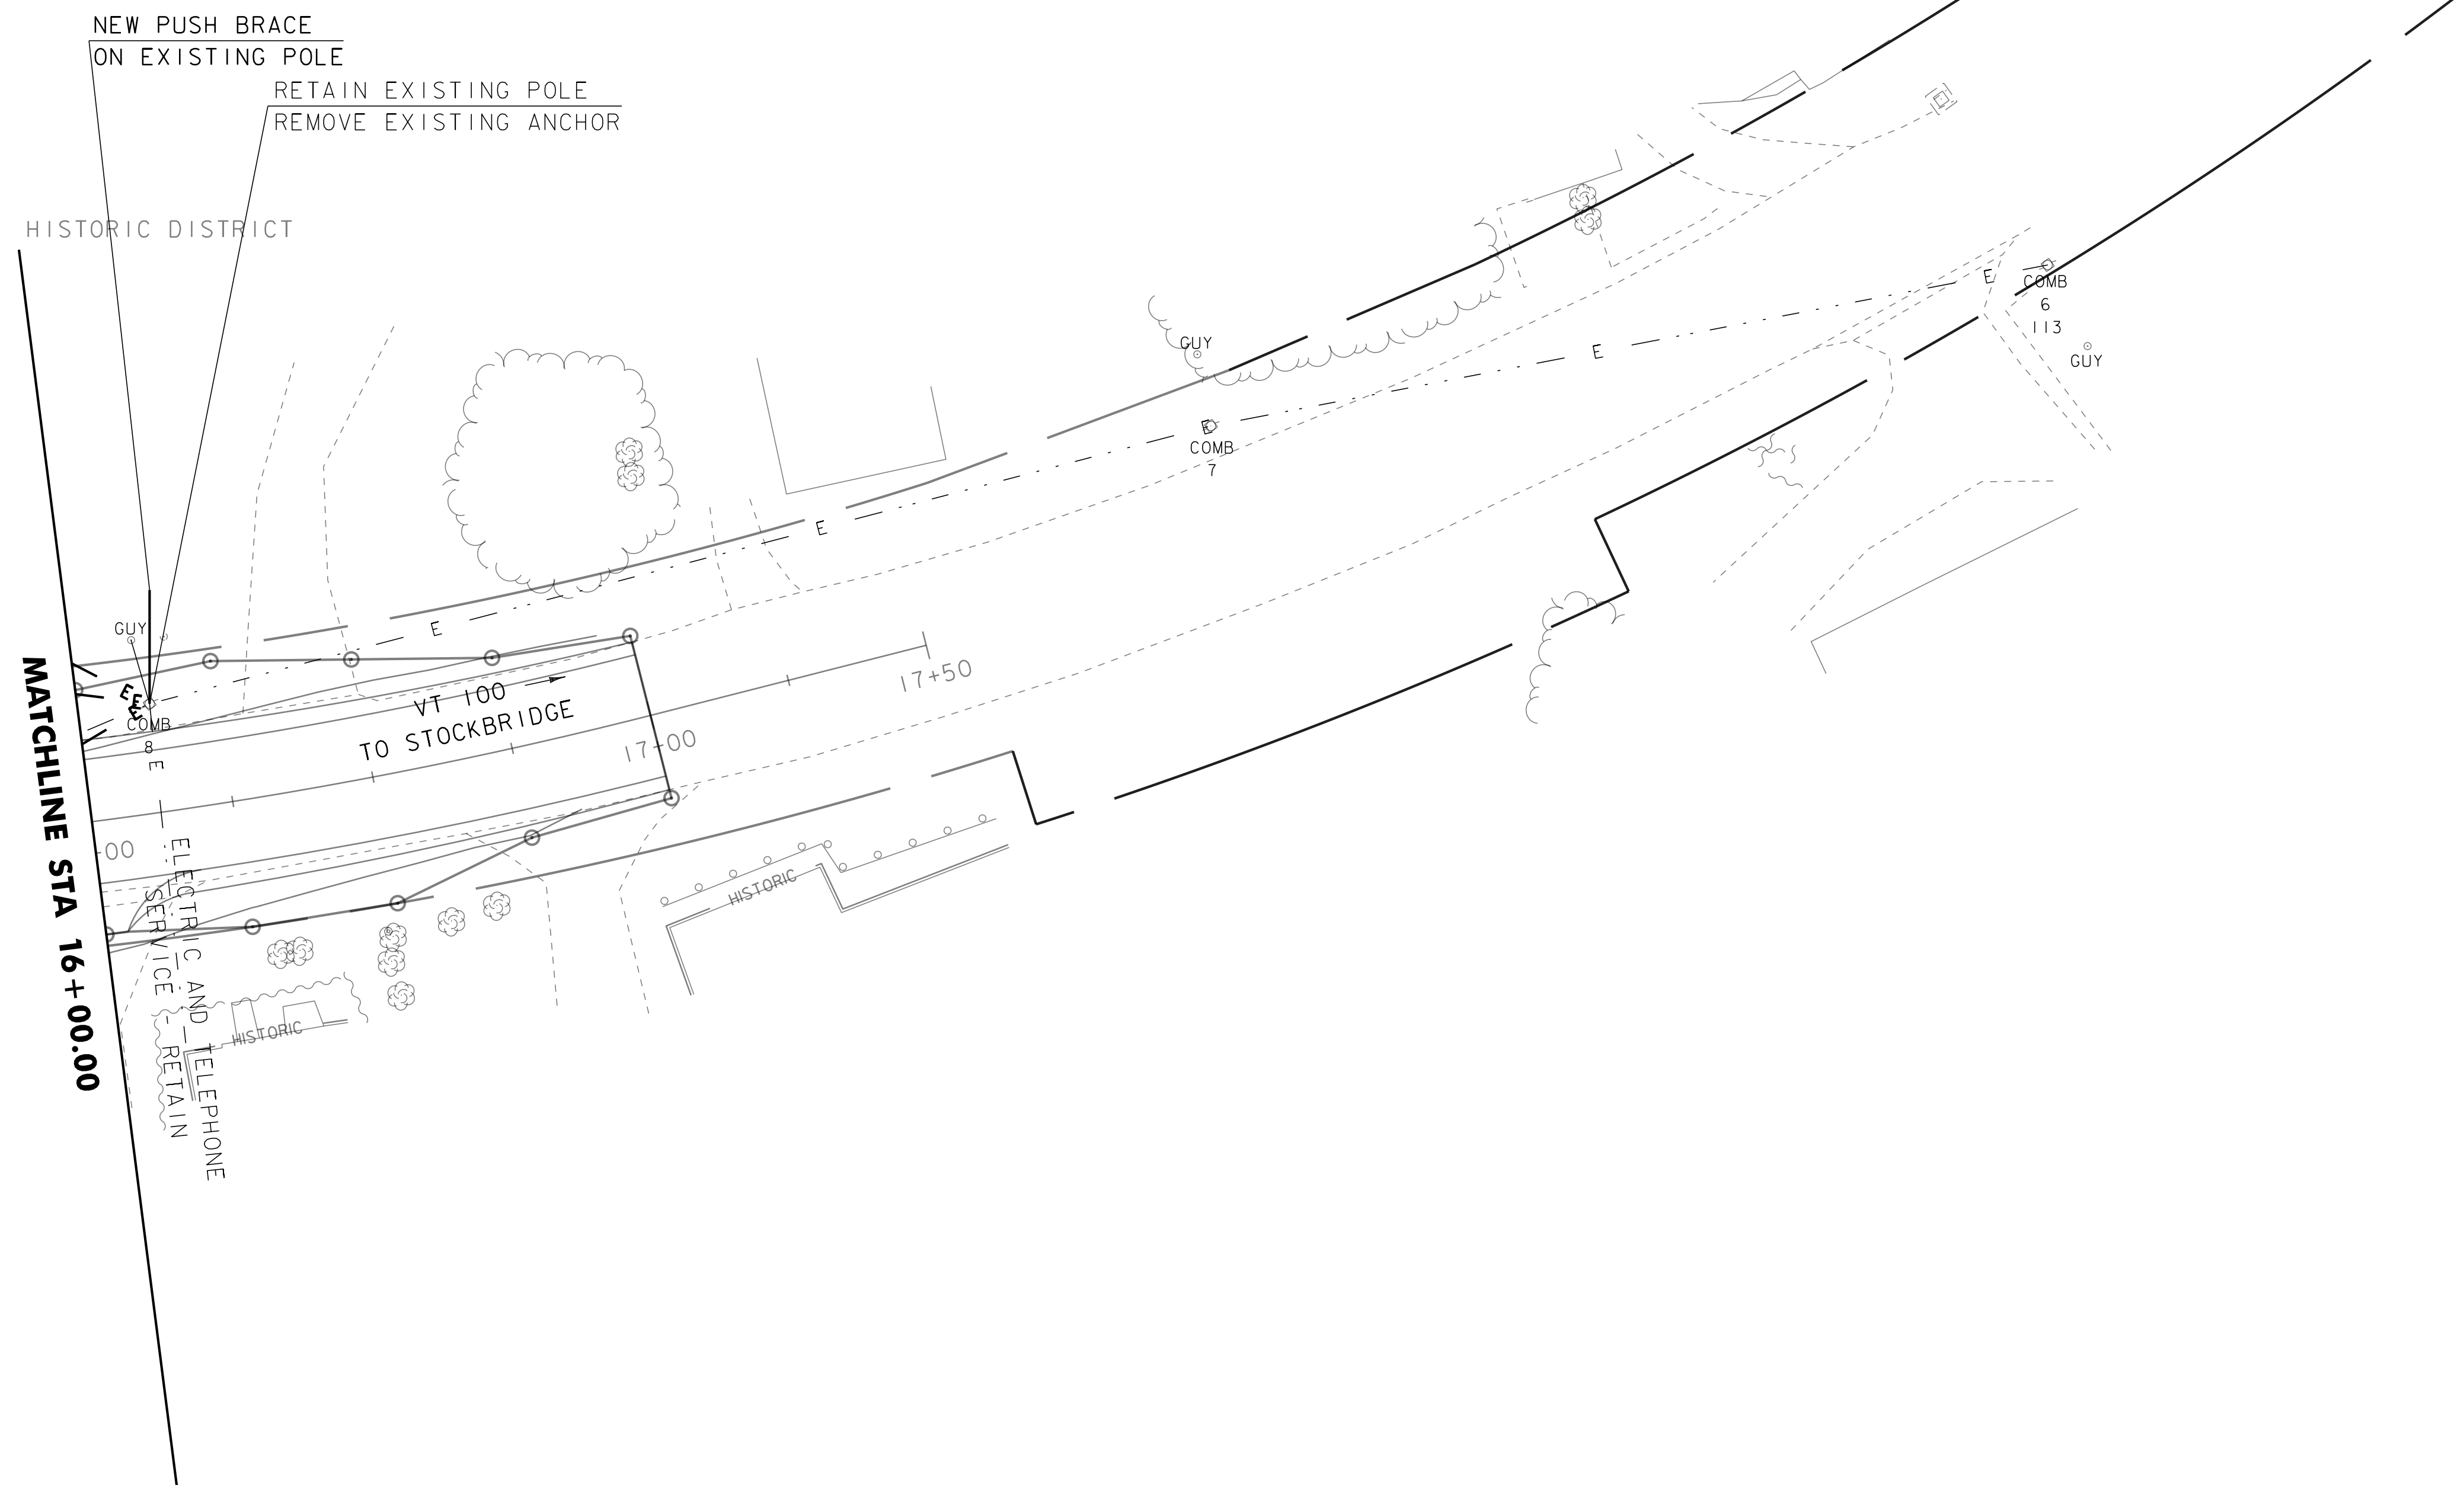 NEW PUSH BRACE
ON EXISTING POLE
RETAIN EXISTING POLE
REMOVE EXISTING ANCHOR
HISTORIC DISTRICT
GUY
E
COMB
6
113
GUY
E
E
COMB
7
E
E
GUY
E
E
E
COMB
8
E
VT 100
TO STOCKBRIDGE
17+50
17+00
MATCHLINE STA 16+00.00
00
ELECTRIC AND TELEPHONE
SERVICE - RETAIN
HISTORIC
HISTORIC